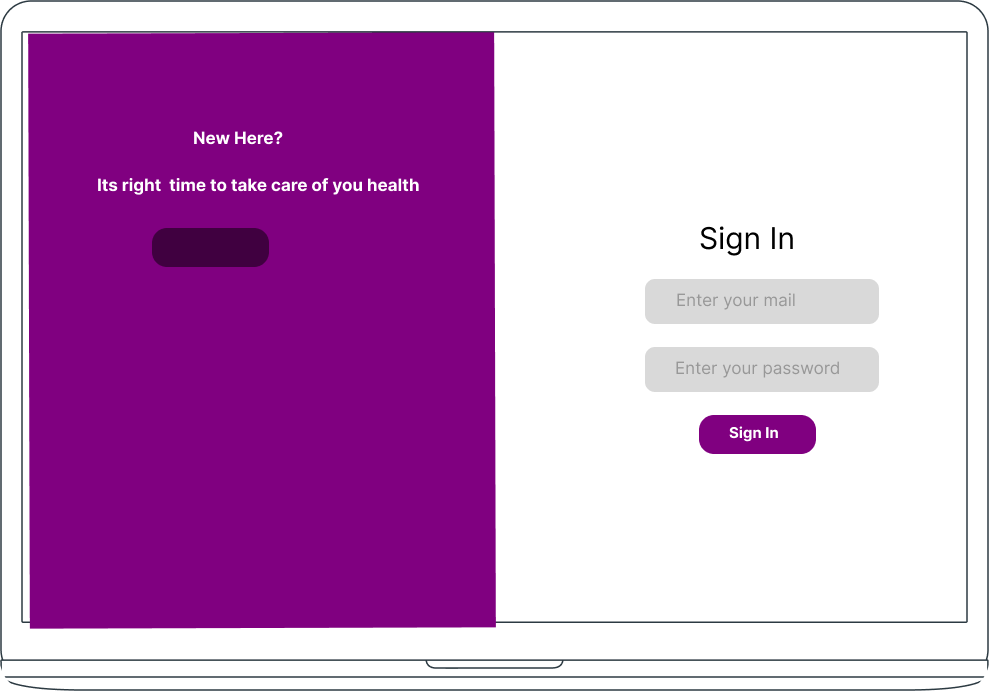 New Here?
Its right  time to take care of you health
Sign In
Enter your mail
Enter your password
Sign In